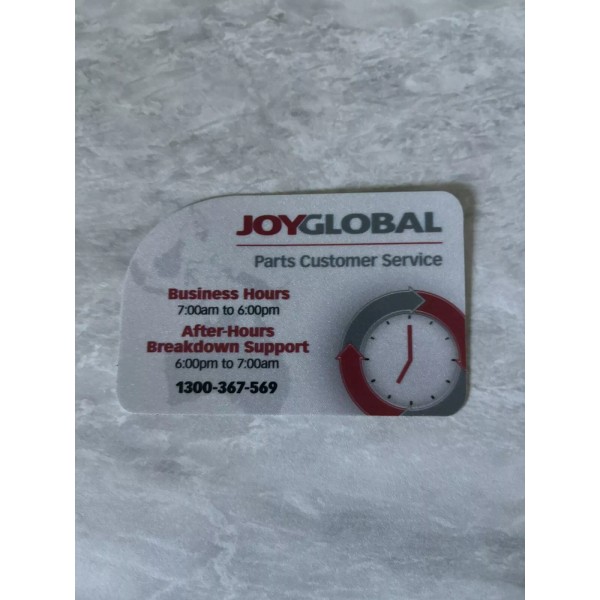 JOYGLOBAL
Parts Customer Service
Business Hours
7:00am to 6:00pm
After-Hours
Breakdown Support
6:00pm to 7:00am
1300-367-569